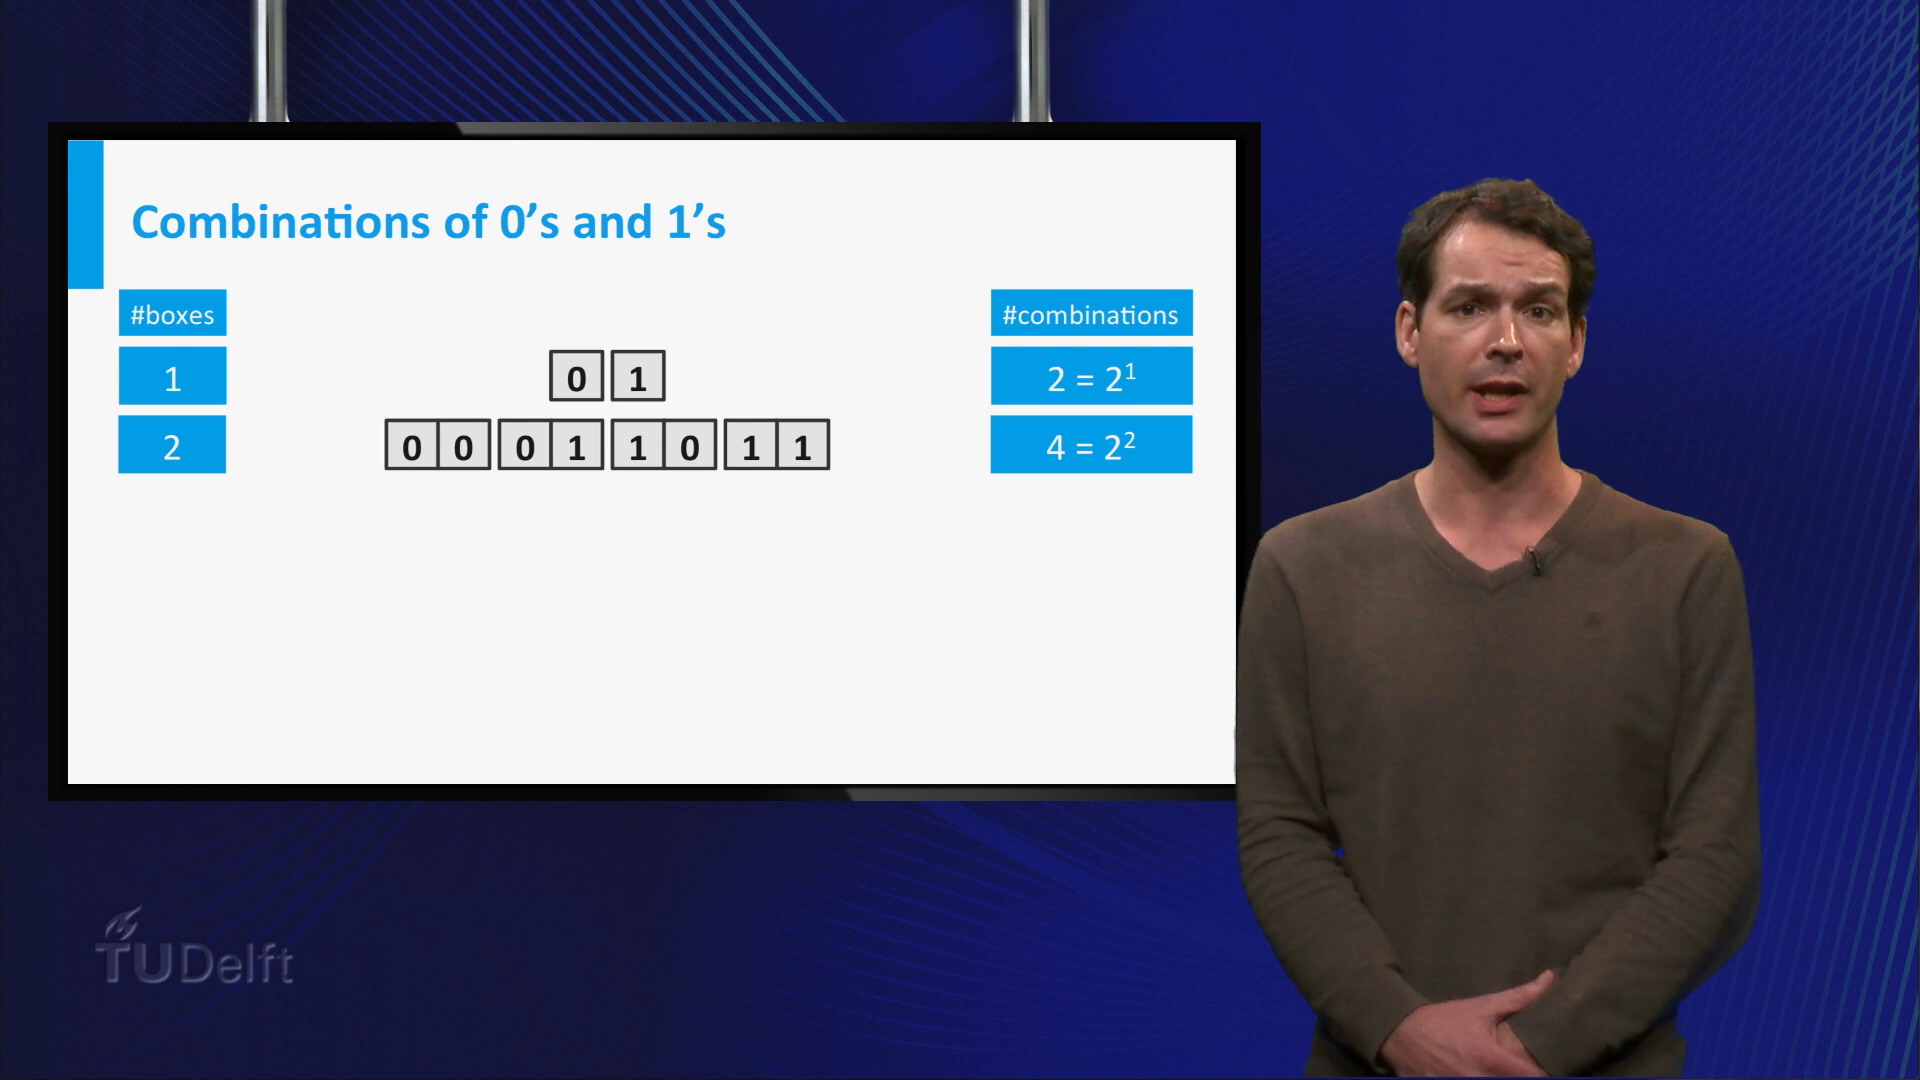 Combinations of 0's and 1's
#boxes #combinations
1 0 1 2 = 2¹
2 0 0 0 1 1 0 1 1 4 = 2²
TUDelft